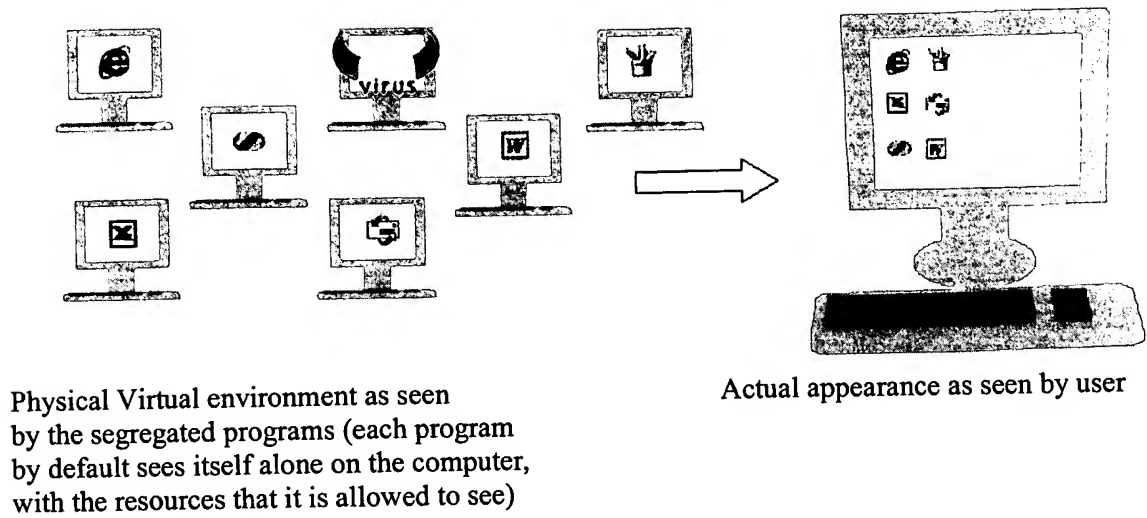 virus
W
W
Physical Virtual environment as seen
by the segregated programs (each program
by default sees itself alone on the computer,
with the resources that it is allowed to see)
Actual appearance as seen by user